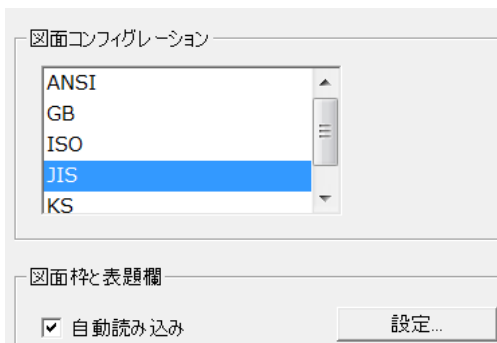 図面コンフィグレーション
ANSI
GB
ISO
JIS
KS
図面枠と表題欄
自動読み込み
設定...